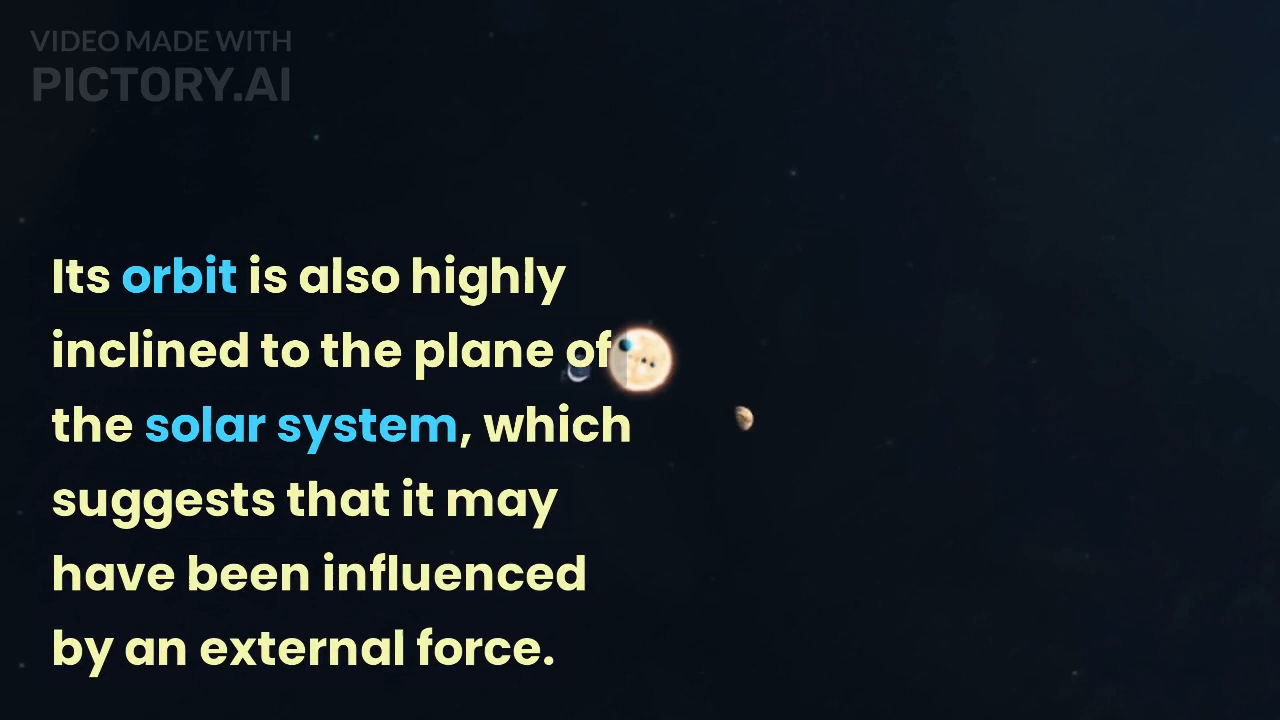 VIDEO MADE WITH
PICTORY.AI
Its orbit is also highly
inclined to the plane of
the solar system, which
suggests that it may
have been influenced
by an external force.